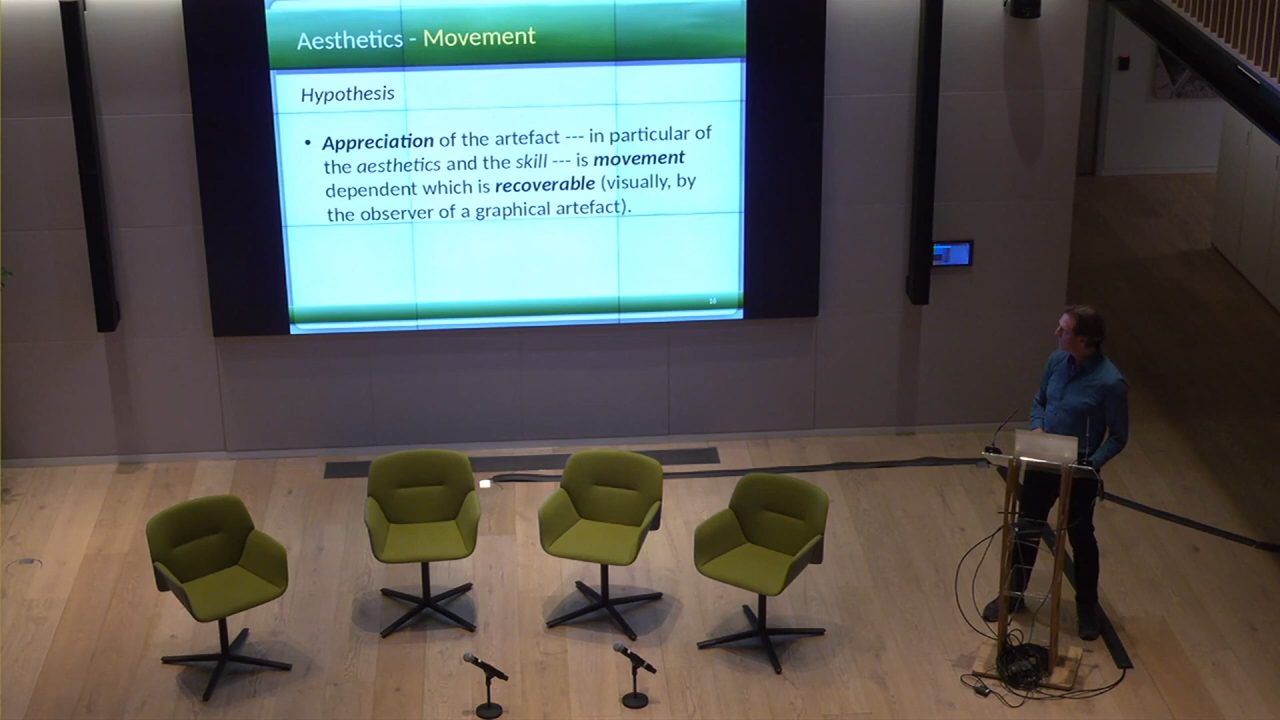 Aesthetics - Movement
Hypothesis
• Appreciation of the artefact --- in particular of
the aesthetics and the skill --- is movement
dependent which is recoverable (visually, by
the observer of a graphical artefact).
16